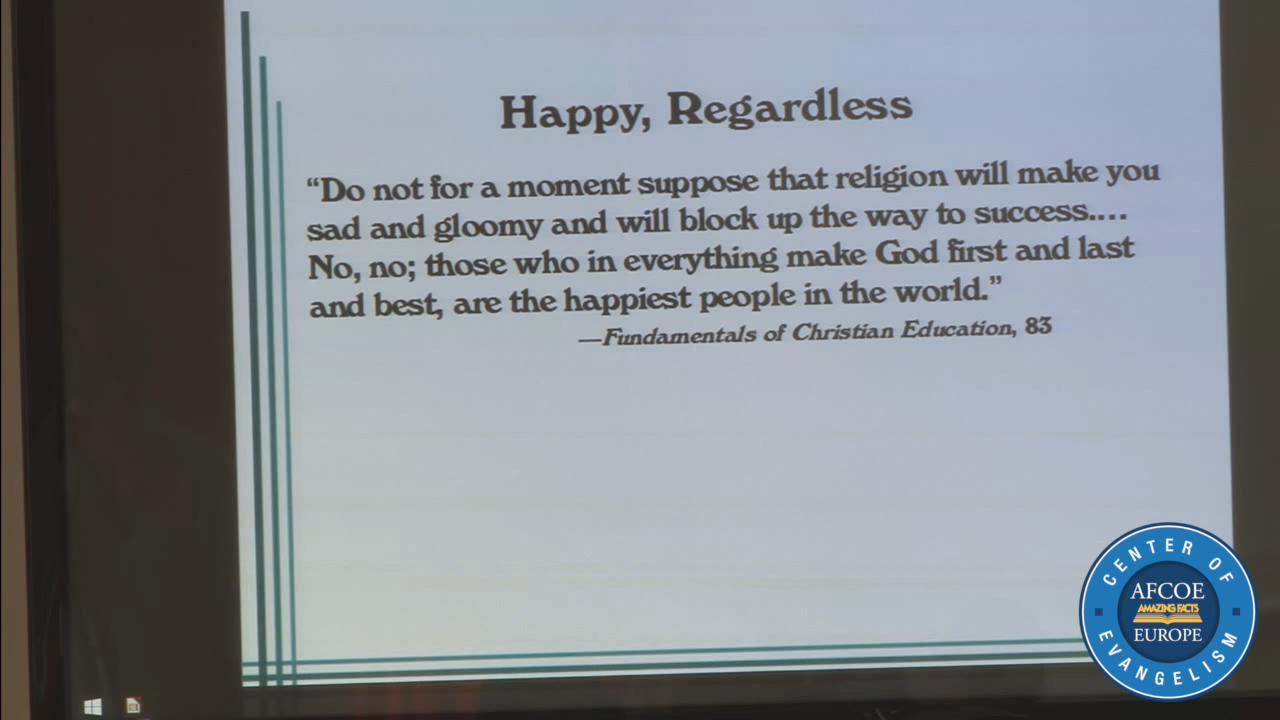 Happy, Regardless
“Do not for a moment suppose that religion will make you
sad and gloomy and will block up the way to success....
No, no; those who in everything make God first and last
and best, are the happiest people in the world.”
—Fundamentals of Christian Education, 83
CENTER OF
AFCOE
AMAZING FACTS
EUROPE
EVANGELISM